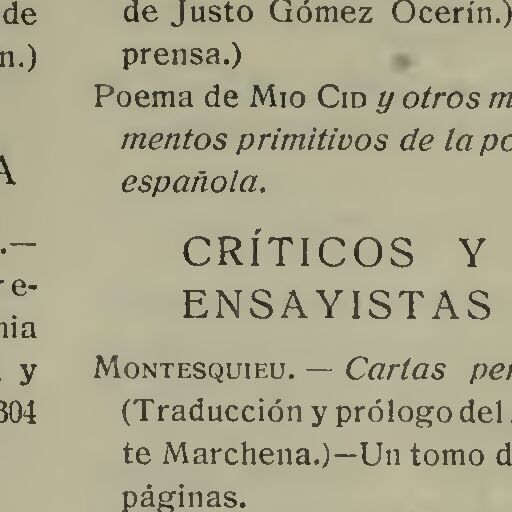 de
n.)
A
.—
e-
nia
y
304
de Justo Gómez Ocerín.)
prensa.)
Poema de Mio Cid y otros m
mentos primitivos de la po
española.
CRÍTICOS Y
ENSAYISTAS
Montesquieu. — Cartas per
(Traducción y prólogo del
te Marchena.)—Un tomo d
páginas.